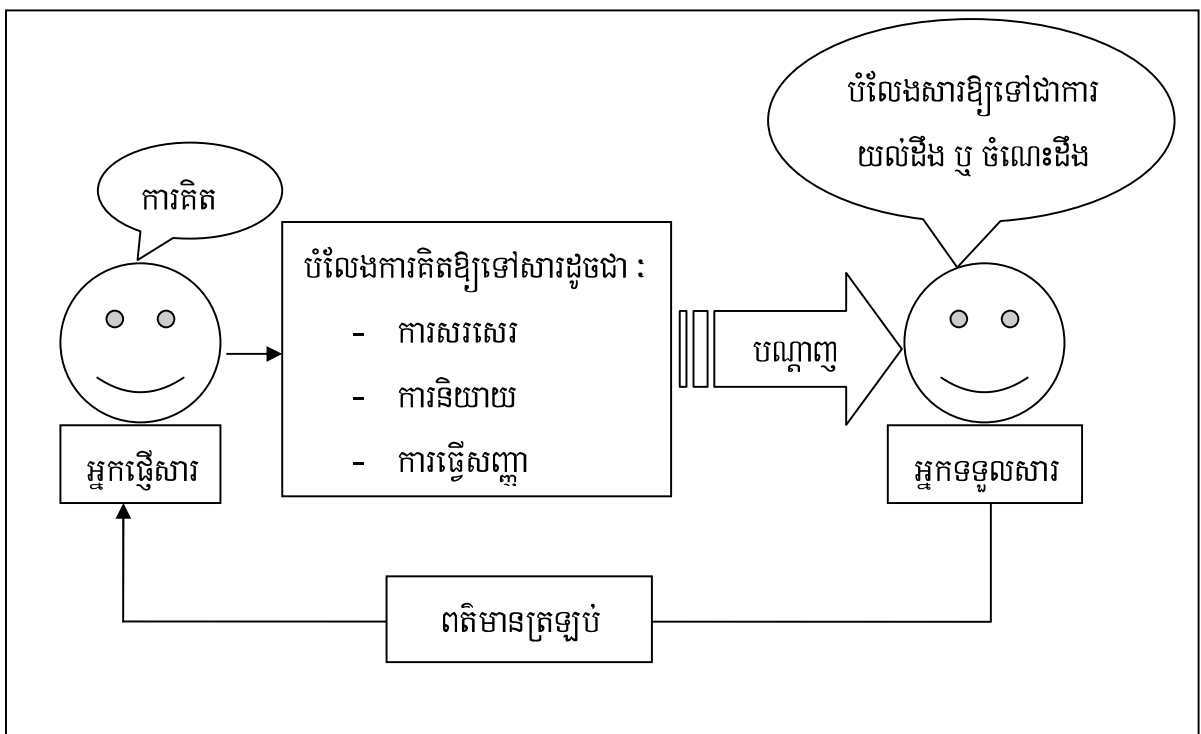 បំលែងសារឱ្យទៅជាការ
យល់ដឹង ឬ ចំណេះដឹង
ការគិត
បំលែងការគិតឱ្យទៅសារដូចជា ៖
- ការសរសេរ
- ការនិយាយ
- ការធ្វើសញ្ញា
បណ្តាញ
អ្នកផ្ញើសារ
អ្នកទទួលសារ
ពត៌មានត្រឡប់